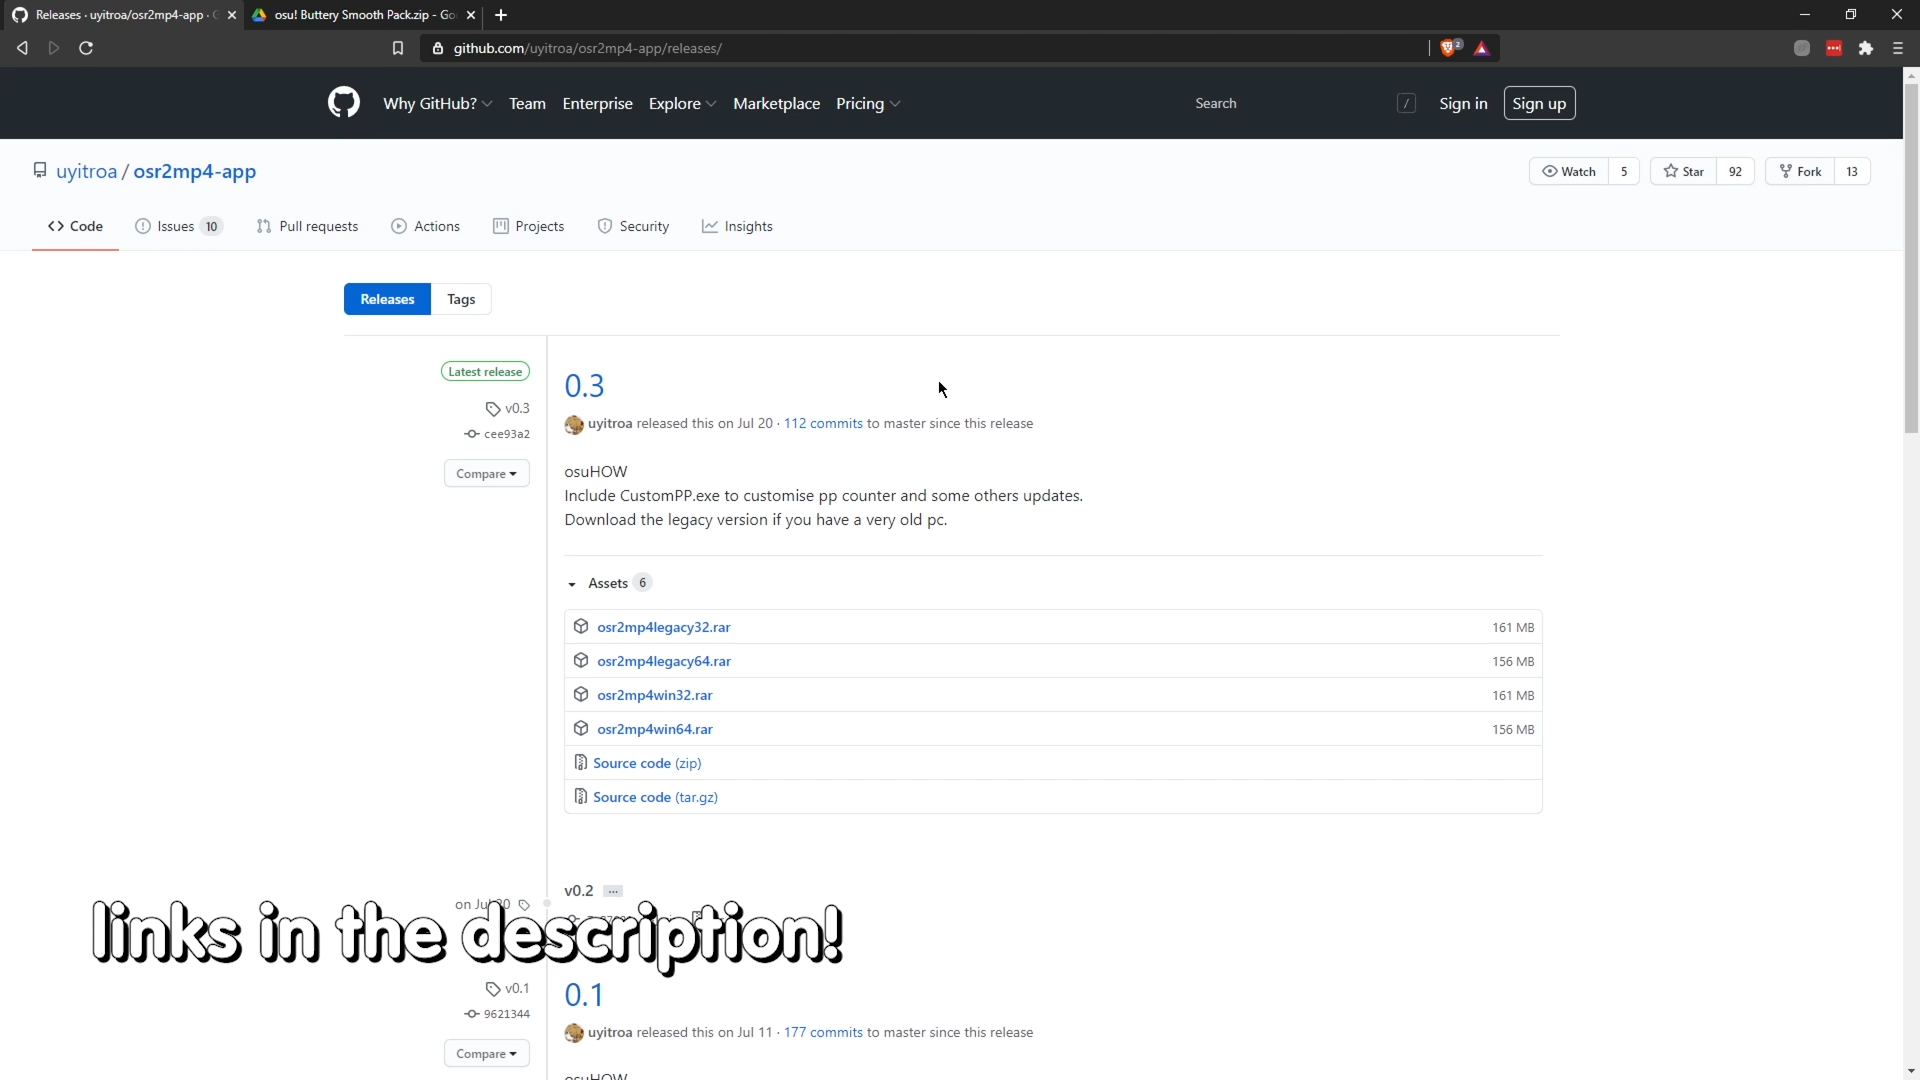 Releases · uyitroa/osr2mp4-app ·
osu! Buttery Smooth Pack.zip - Go
github.com/uyitroa/osr2mp4-app/releases/
2
Why GitHub?
Team
Enterprise
Explore
Marketplace
Pricing
Search
/
Sign in
Sign up
uyitroa / osr2mp4-app
Watch 5
Star 92
Fork 13
Code
Issues 10
Pull requests
Actions
Projects
Security
Insights
Releases
Tags
Latest release
v0.3
cee93a2
Compare
0.3
uyitroa released this on Jul 20 · 112 commits to master since this release
osuHOW
Include CustomPP.exe to customise pp counter and some others updates.
Download the legacy version if you have a very old pc.
Assets 6
osr2mp4legacy32.rar 161 MB
osr2mp4legacy64.rar 156 MB
osr2mp4win32.rar 161 MB
osr2mp4win64.rar 156 MB
Source code (zip)
Source code (tar.gz)
v0.2 ...
on Jul 20
links in the description!
v0.1
9621344
Compare
0.1
uyitroa released this on Jul 11 · 177 commits to master since this release
osuHOW